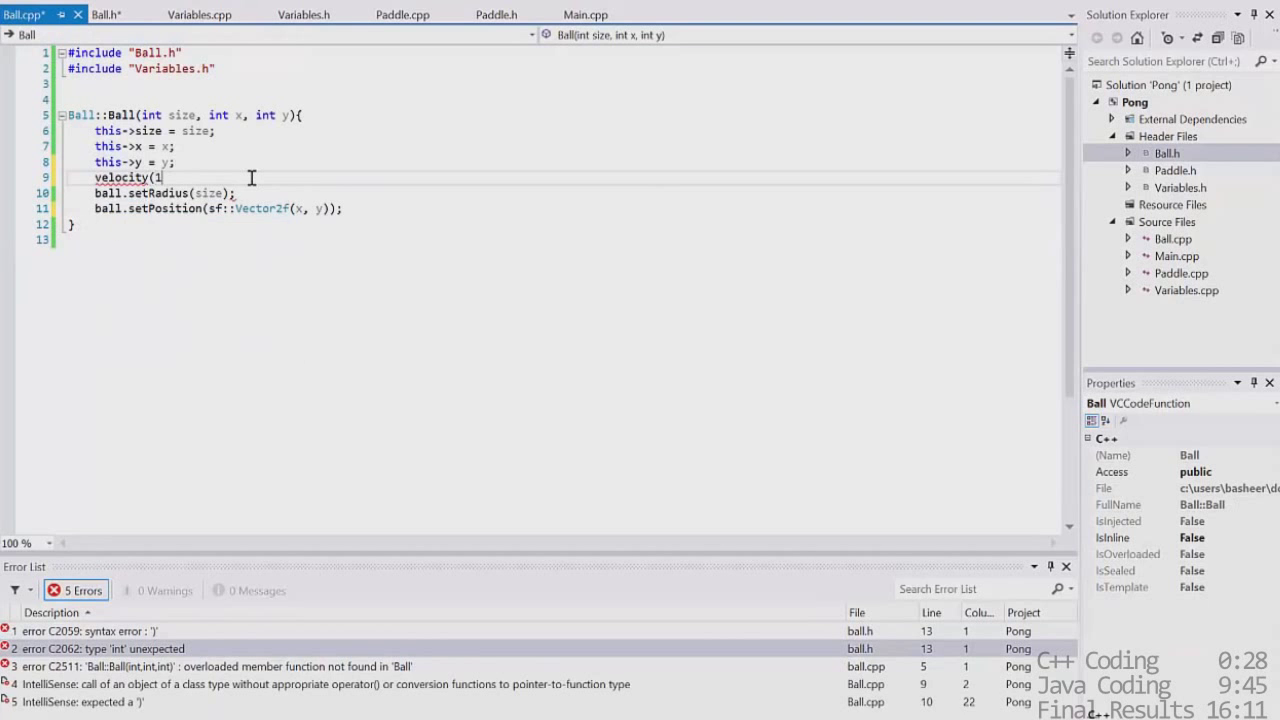 Ball.cpp* Ball.h* Variables.cpp Variables.h Paddle.cpp Paddle.h Main.cpp
Ball Ball(int size, int x, int y)
1 #include "Ball.h"
2 #include "Variables.h"
3
4
5 Ball::Ball(int size, int x, int y){
6 this->size = size;
7 this->x = x;
8 this->y = y;
9 velocity(1
10 ball.setRadius(size);
11 ball.setPosition(sf::Vector2f(x, y));
12 }
13
100 %
Error List
5 Errors 0 Warnings 0 Messages Search Error List
Description File Line Colu... Project
1 error C2059: syntax error : ')' ball.h 13 1 Pong
2 error C2062: type 'int' unexpected ball.h 13 1 Pong
3 error C2511: 'Ball::Ball(int,int,int)' : overloaded member function not found in 'Ball' ball.cpp 5 1 Pong
4 IntelliSense: call of an object of a class type without appropriate operator() or conversion functions to pointer-to-function type Ball.cpp 9 2 Pong
5 IntelliSense: expected a ')' Ball.cpp 10 22 Pong
Solution Explorer
Search Solution Explorer (Ctrl+;)
Solution 'Pong' (1 project)
Pong
External Dependencies
Header Files
Ball.h
Paddle.h
Variables.h
Resource Files
Source Files
Ball.cpp
Main.cpp
Paddle.cpp
Variables.cpp
Properties
Ball VCCodeFunction
C++
(Name) Ball
Access public
File c:\users\basheer\do
FullName Ball::Ball
IsInjected False
IsInline False
IsOverloaded False
IsSealed False
IsTemplate False
C++ Coding 0:28
Java Coding 9:45
Final Results 16:11
C++